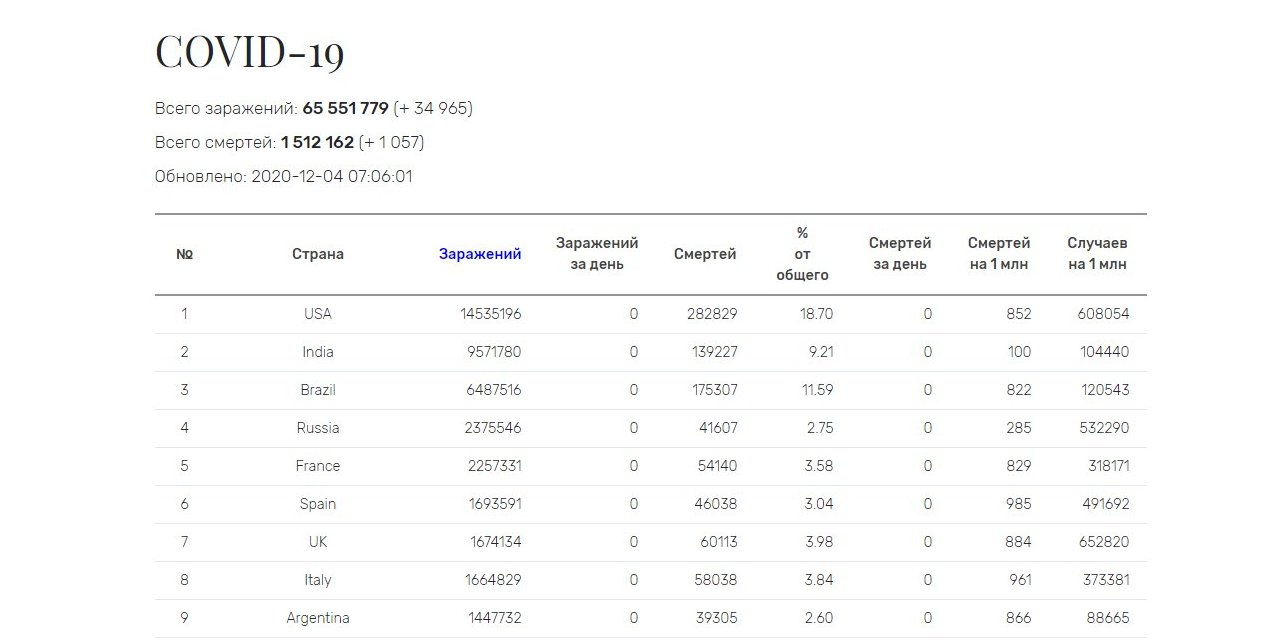 COVID-19
Всего заражений: 65 551 779 (+ 34 965)
Всего смертей: 1 512 162 (+ 1 057)
Обновлено: 2020-12-04 07:06:01
№ Страна Заражений Заражений за день Смертей % от общего Смертей за день Смертей на 1 млн Случаев на 1 млн
1 USA 14535196 0 282829 18.70 0 852 608054
2 India 9571780 0 139227 9.21 0 100 104440
3 Brazil 6487516 0 175307 11.59 0 822 120543
4 Russia 2375546 0 41607 2.75 0 285 532290
5 France 2257331 0 54140 3.58 0 829 318171
6 Spain 1693591 0 46038 3.04 0 985 491692
7 UK 1674134 0 60113 3.98 0 884 652820
8 Italy 1664829 0 58038 3.84 0 961 373381
9 Argentina 1447732 0 39305 2.60 0 866 88665